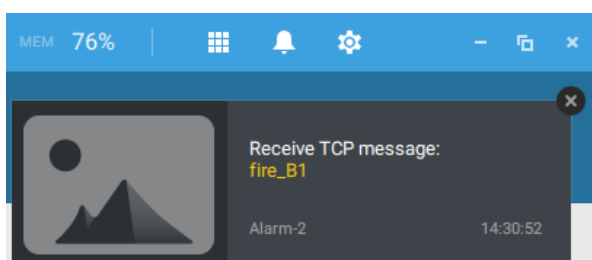 MEM 76%
Receive TCP message:
fire_B1
Alarm-2 14:30:52